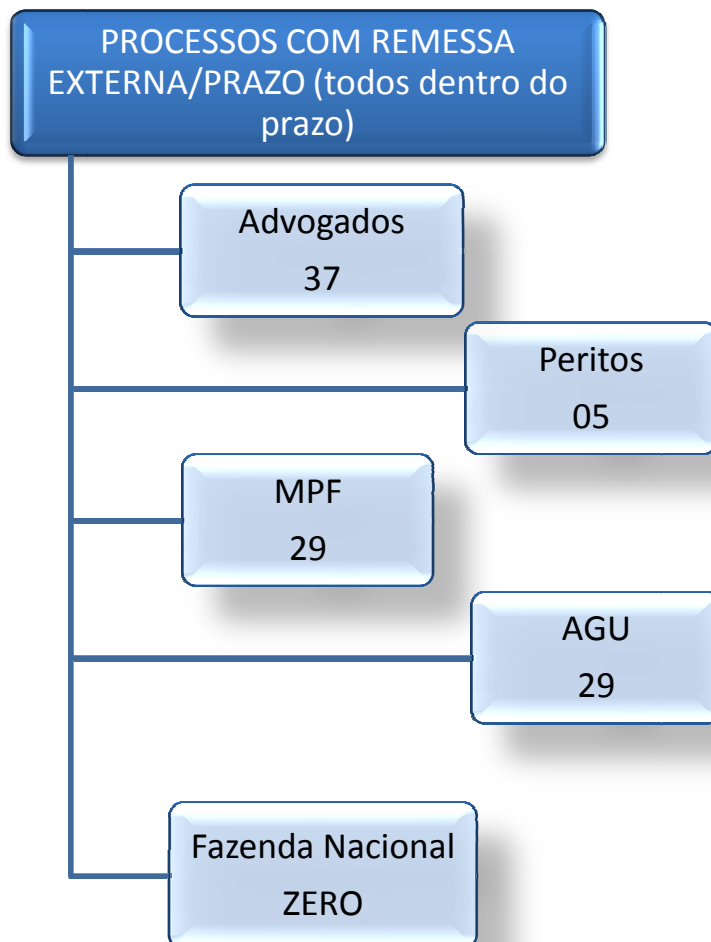 PROCESSOS COM REMESSA
EXTERNA/PRAZO (todos dentro do
prazo)
Advogados
37
Peritos
05
MPF
29
AGU
29
Fazenda Nacional
ZERO